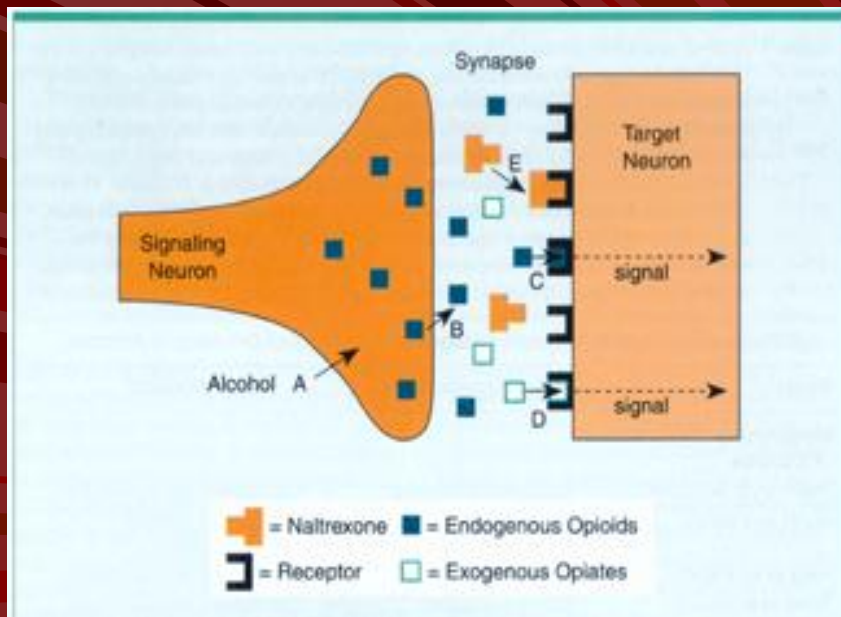 Synapse
Target
Neuron
E
Signaling
Neuron
C
signal
B
Alcohol A
D
signal
= Naltrexone
= Endogenous Opioids
= Receptor
= Exogenous Opiates